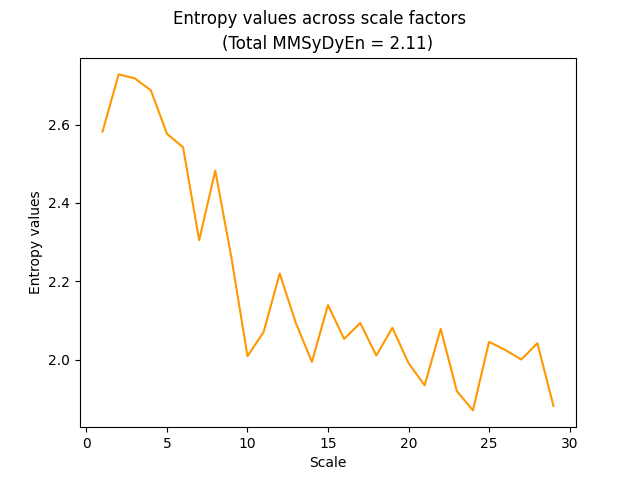 Entropy values across scale factors
(Total MMSyDyEn = 2.11)
Entropy values
2.6
2.4
2.2
2.0
0 5 10 15 20 25 30
Scale